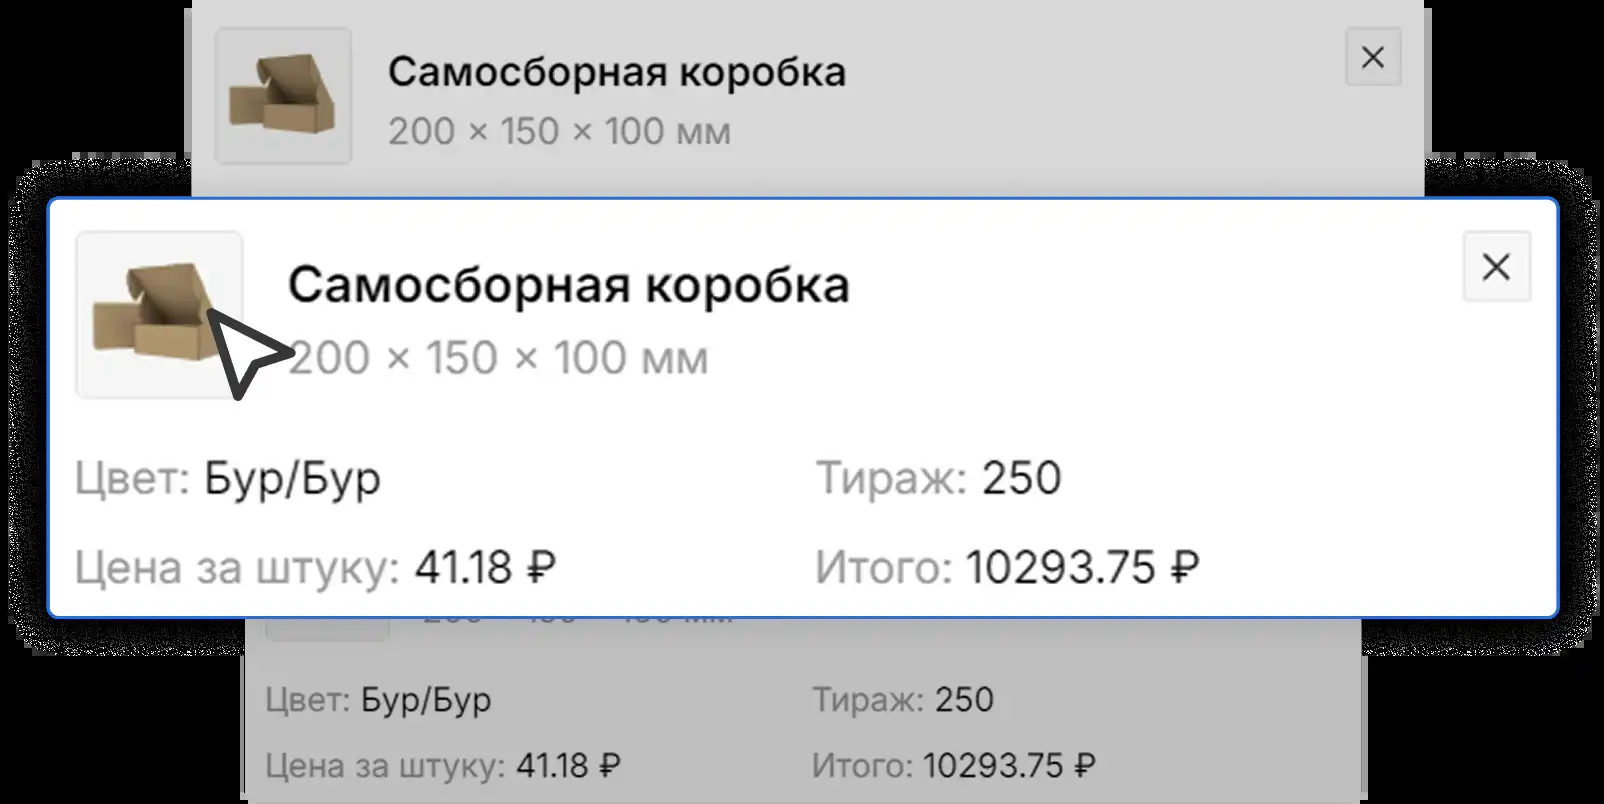 Самосборная коробка
200 × 150 × 100 мм
Самосборная коробка
200 × 150 × 100 мм
Цвет: Бур/Бур
Тираж: 250
Цена за штуку: 41.18 ₽
Итого: 10293.75 ₽
Цвет: Бур/Бур
Тираж: 250
Цена за штуку: 41.18 ₽
Итого: 10293.75 ₽